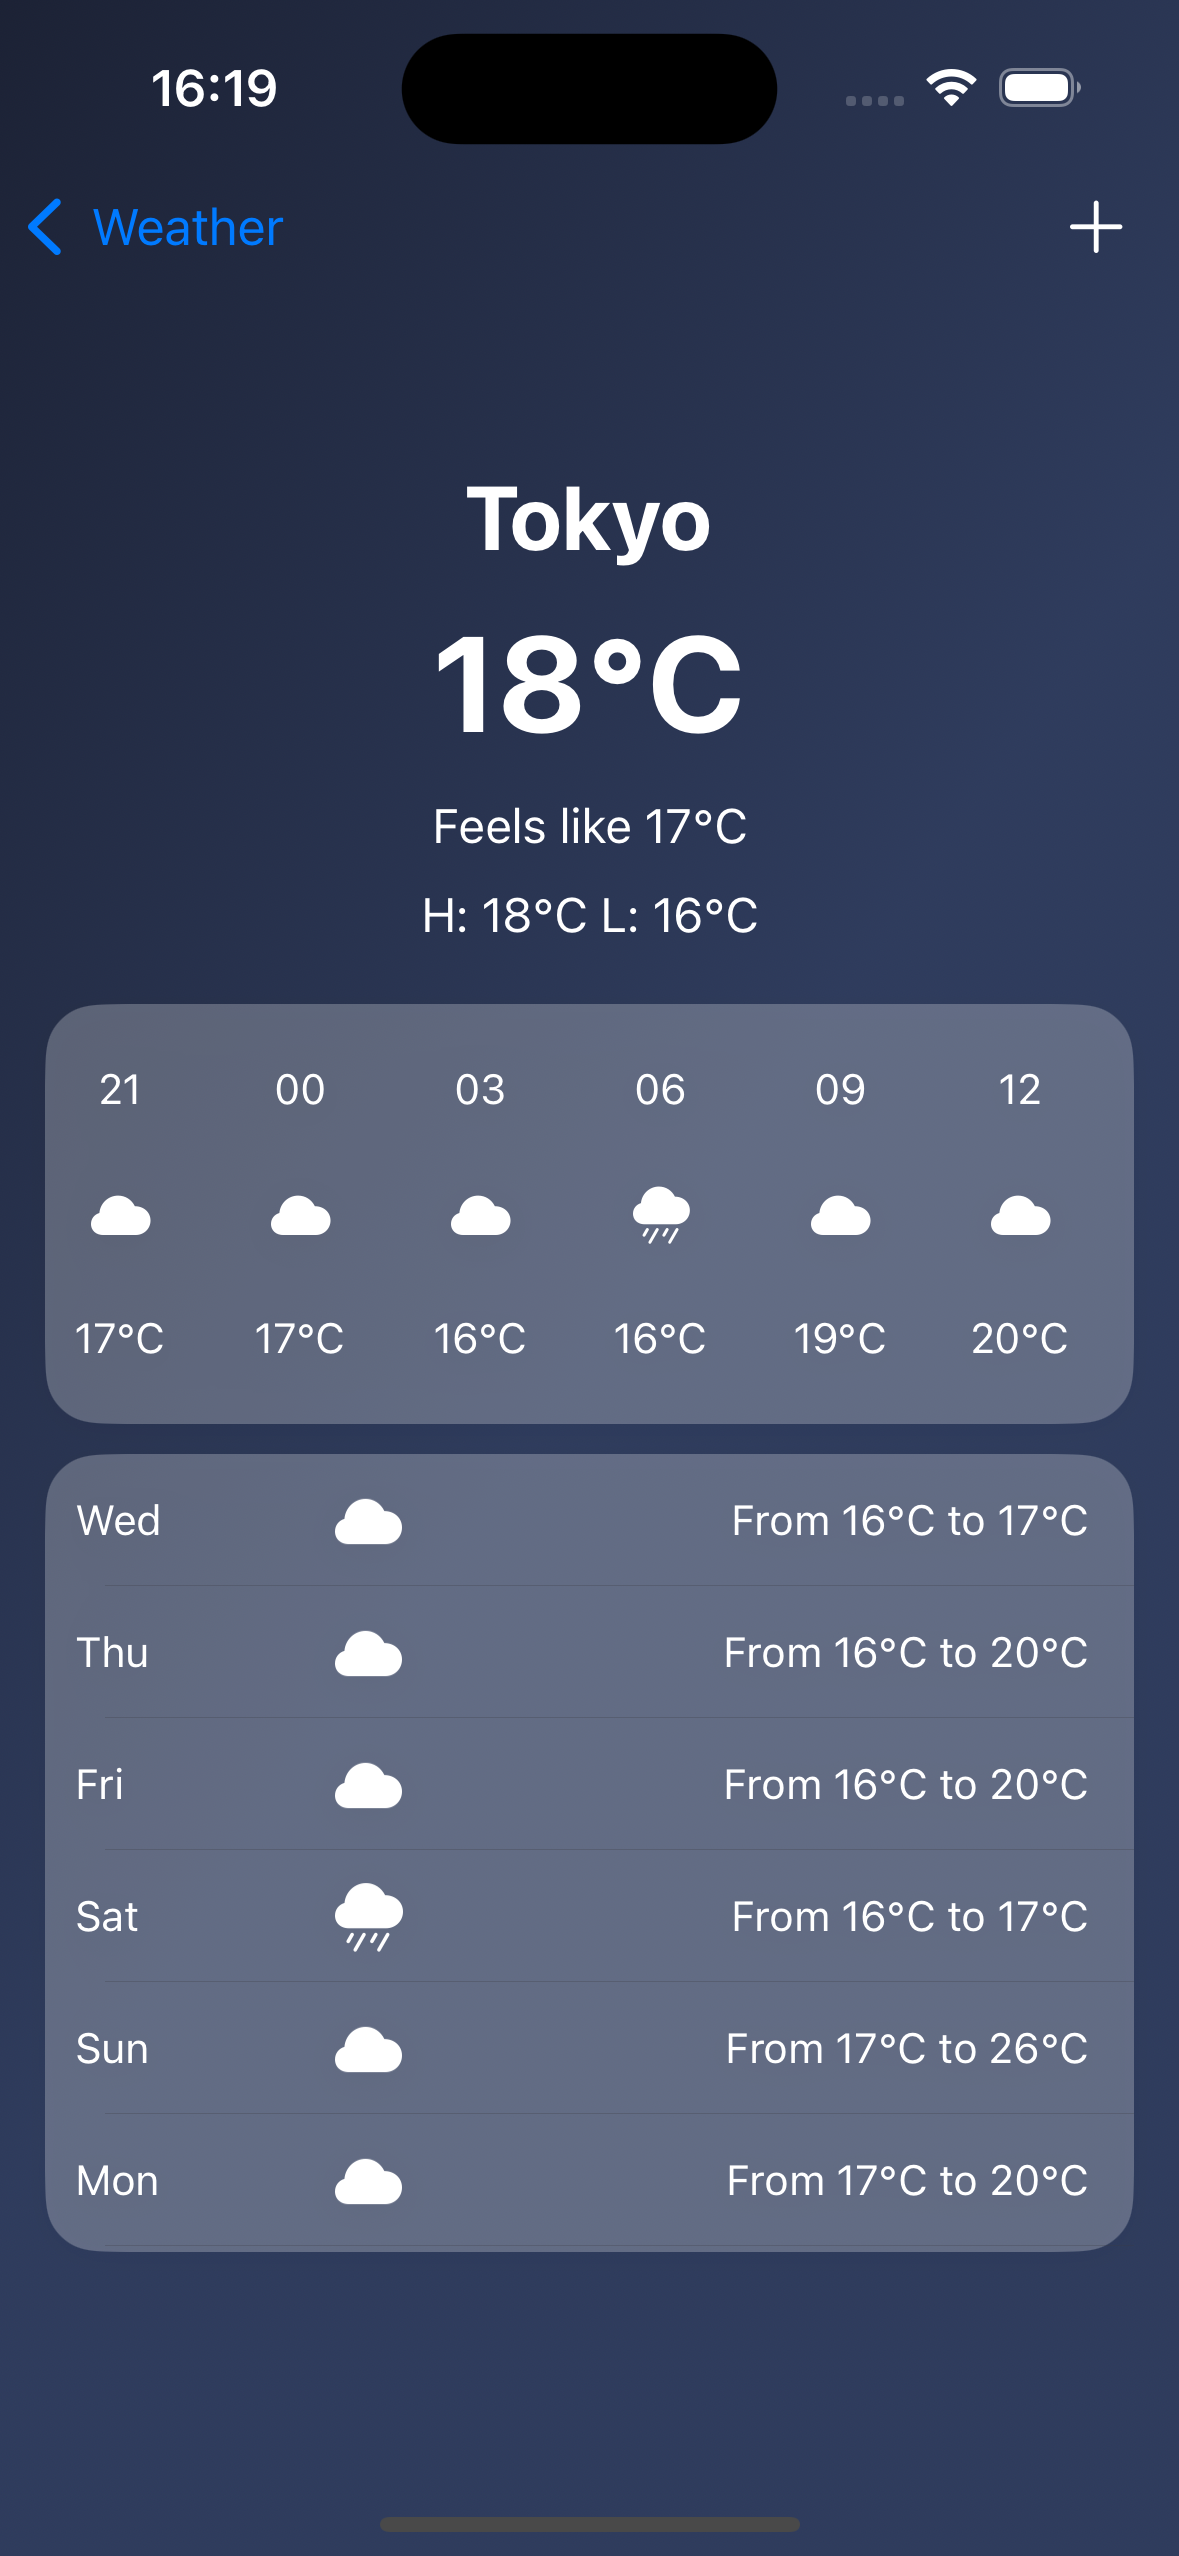 16:19
Weather
Tokyo
18°C
Feels like 17°C
H: 18°C L: 16°C
21 00 03 06 09 12
17°C 17°C 16°C 16°C 19°C 20°C
Wed From 16°C to 17°C
Thu From 16°C to 20°C
Fri From 16°C to 20°C
Sat From 16°C to 17°C
Sun From 17°C to 26°C
Mon From 17°C to 20°C